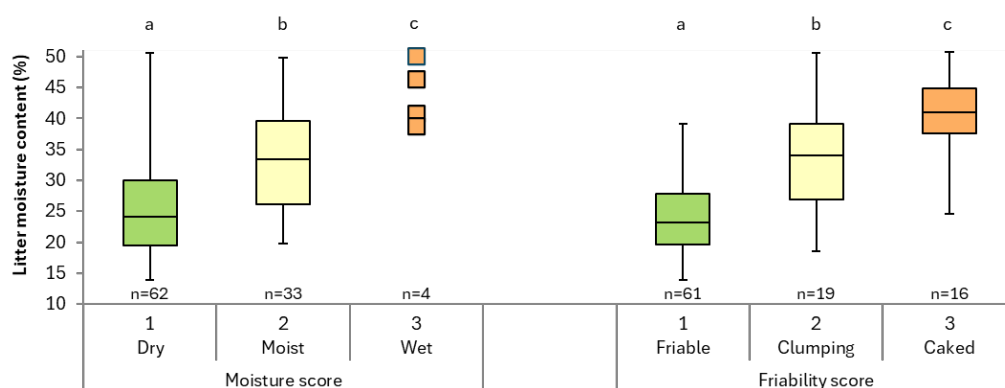 a b c a b c
Litter moisture content (%)
50
45
40
35
30
25
20
15
10
n=62 n=33 n=4 n=61 n=19 n=16
1 2 3 1 2 3
Dry Moist Wet Friable Clumping Caked
Moisture score Friability score